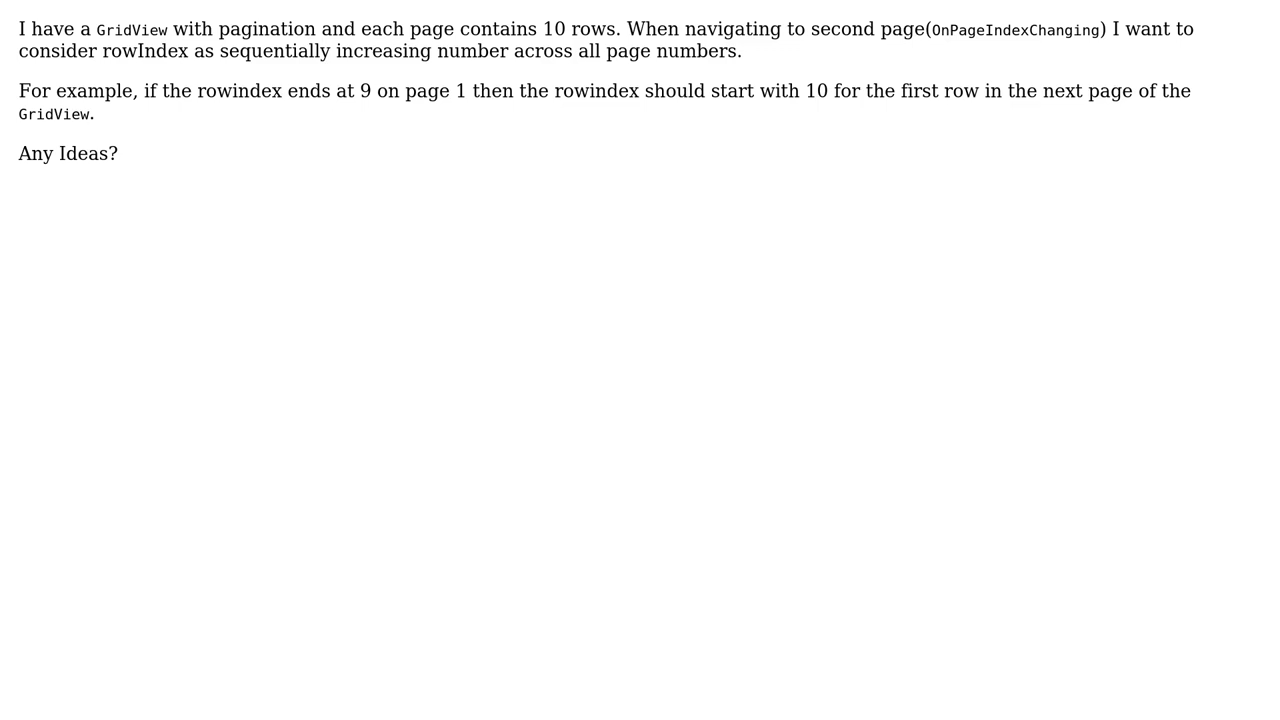 I have a GridView with pagination and each page contains 10 rows. When navigating to second page(OnPageIndexChanging) I want to
consider rowIndex as sequentially increasing number across all page numbers.
For example, if the rowindex ends at 9 on page 1 then the rowindex should start with 10 for the first row in the next page of the
GridView.
Any Ideas?